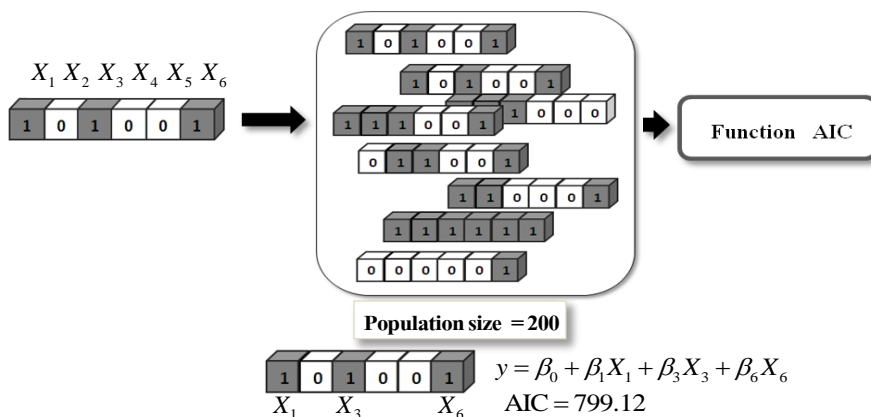 X₁ X₂ X₃ X₄ X₅ X₆
1 0 1 0 0 1
1 0 1 0 0 1
1 0 1 0 0 1
1 0 0 0
1 1 1 0 0 1
0 1 1 0 0 1
1 1 0 0 0 1
1 1 1 1 1 1
0 0 0 0 0 1
Function AIC
Population size = 200
1 0 1 0 0 1
X₁ X₃ X₆
y = β₀ + β₁X₁ + β₃X₃ + β₆X₆
AIC = 799.12